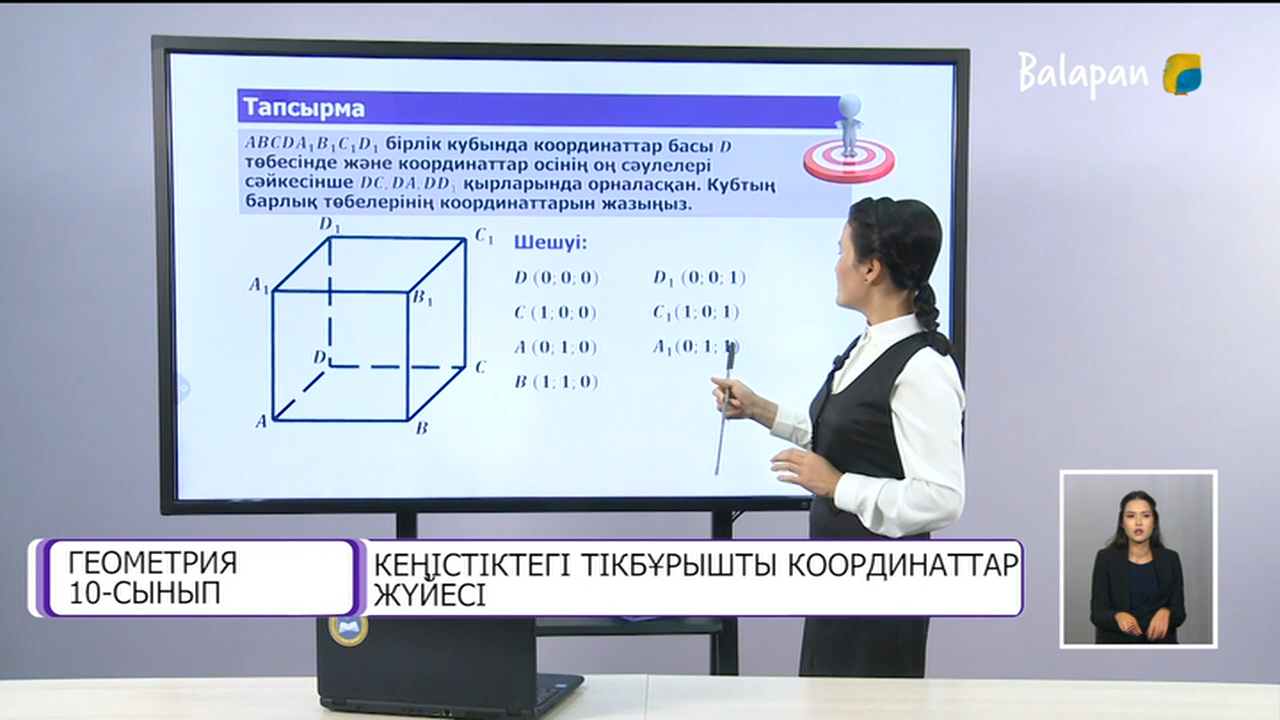 Balapan
Тапсырма
ABCDA₁B₁C₁D₁ бірлік кубында координаттар басы D
төбесінде және координаттар осінің оң сәулелері
сәйкесінше DC, DA, DD₁ қырларында орналасқан. Кубтың
барлық төбелерінің координаттарын жазыңыз.
D₁
C₁
A₁
B₁
D
C
A
B
Шешуі:
D (0; 0; 0) D₁ (0; 0; 1)
C (1; 0; 0) C₁(1; 0; 1)
A (0; 1; 0) A₁(0; 1; 1)
B (1; 1; 0)
ГЕОМЕТРИЯ
10-СЫНЫП
КЕҢІСТІКТЕГІ ТІКБҰРЫШТЫ КООРДИНАТТАР
ЖҮЙЕСІ